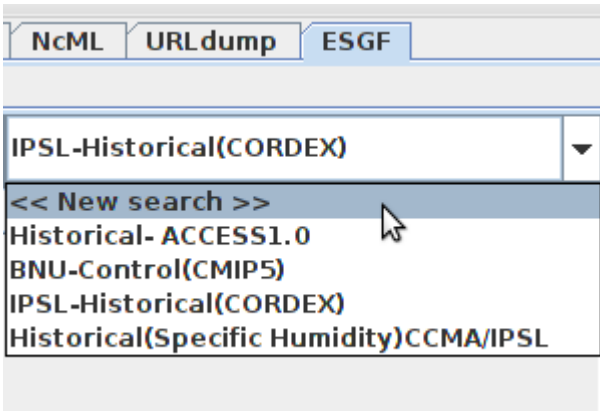 NcML URLdump ESGF
IPSL-Historical(CORDEX)
<< New search >>
Historical- ACCESS1.0
BNU-Control(CMIP5)
IPSL-Historical(CORDEX)
Historical(Specific Humidity)CCMA/IPSL